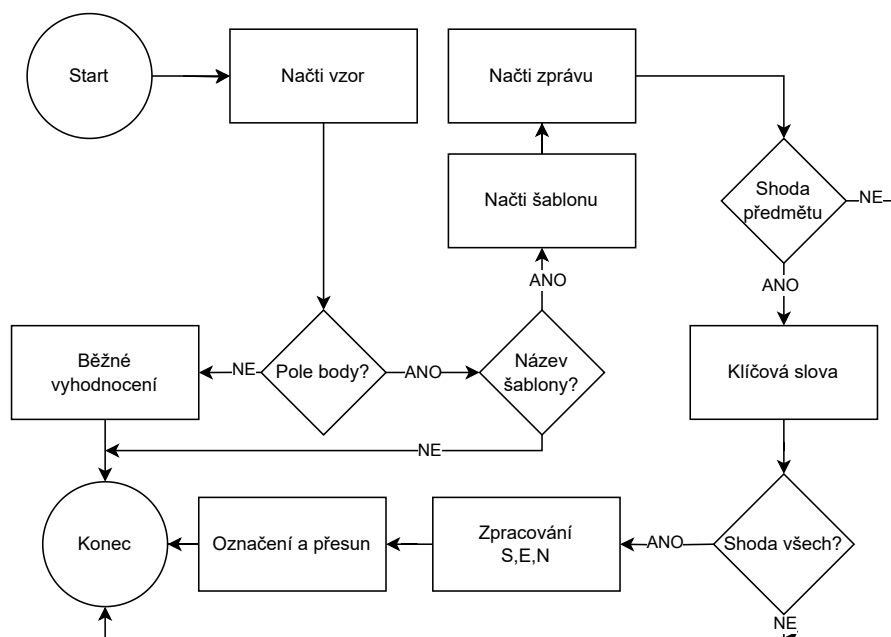 Start
Načti vzor
Načti zprávu
Načti šablonu
Shoda
předmětu
NE
ANO
ANO
Běžné
vyhodnocení
NE
Pole body?
ANO
Název
šablony?
Klíčová slova
NE
Konec
Označení a přesun
Zpracování
S,E,N
ANO
Shoda všech?
NE